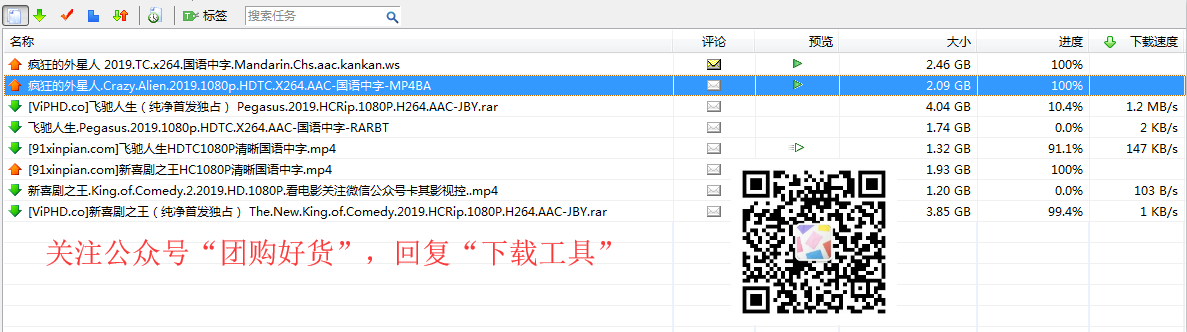 标签 搜索任务
名称 评论 预览 大小 进度 下载速度
疯狂的外星人 2019.TC.x264.国语中字.Mandarin.Chs.aac.kankan.ws 2.46 GB 100%
疯狂的外星人.Crazy.Alien.2019.1080p.HDTC.X264.AAC-国语中字-MP4BA 2.09 GB 100%
[ViPHD.co]飞驰人生（纯净首发独占） Pegasus.2019.HCRip.1080P.H264.AAC-JBY.rar 4.04 GB 10.4% 1.2 MB/s
飞驰人生.Pegasus.2019.1080p.HDTC.X264.AAC-国语中字-RARBT 1.74 GB 0.0% 2 KB/s
[91xinpian.com]飞驰人生HDTC1080P清晰国语中字.mp4 1.32 GB 91.1% 147 KB/s
[91xinpian.com]新喜剧之王HC1080P清晰国语中字.mp4 1.93 GB 100%
新喜剧之王.King.of.Comedy.2.2019.HD.1080P.看电影关注微信公众号卡其影视控..mp4 1.20 GB 0.0% 103 B/s
[ViPHD.co]新喜剧之王（纯净首发独占） The.New.King.of.Comedy.2019.HCRip.1080P.H264.AAC-JBY.rar 3.85 GB 99.4% 1 KB/s
关注公众号“团购好货”，回复“下载工具”